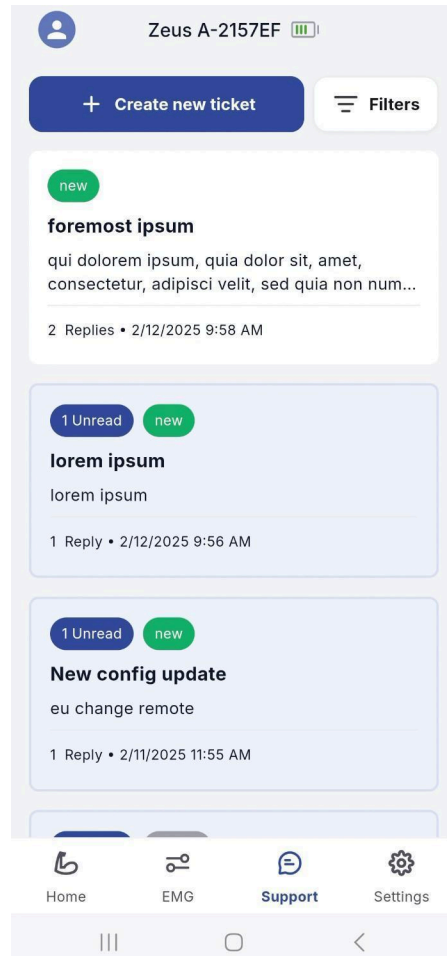 Zeus A-2157EF
+ Create new ticket
Filters
new
foremost ipsum
qui dolorem ipsum, quia dolor sit, amet,
consectetur, adipisci velit, sed quia non num...
2 Replies • 2/12/2025 9:58 AM
1 Unread new
lorem ipsum
lorem ipsum
1 Reply • 2/12/2025 9:56 AM
1 Unread new
New config update
eu change remote
1 Reply • 2/11/2025 11:55 AM
Home EMG Support Settings